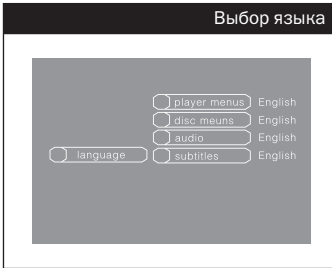 Выбор языка
player menus English
disc meuns English
audio English
language subtitles English